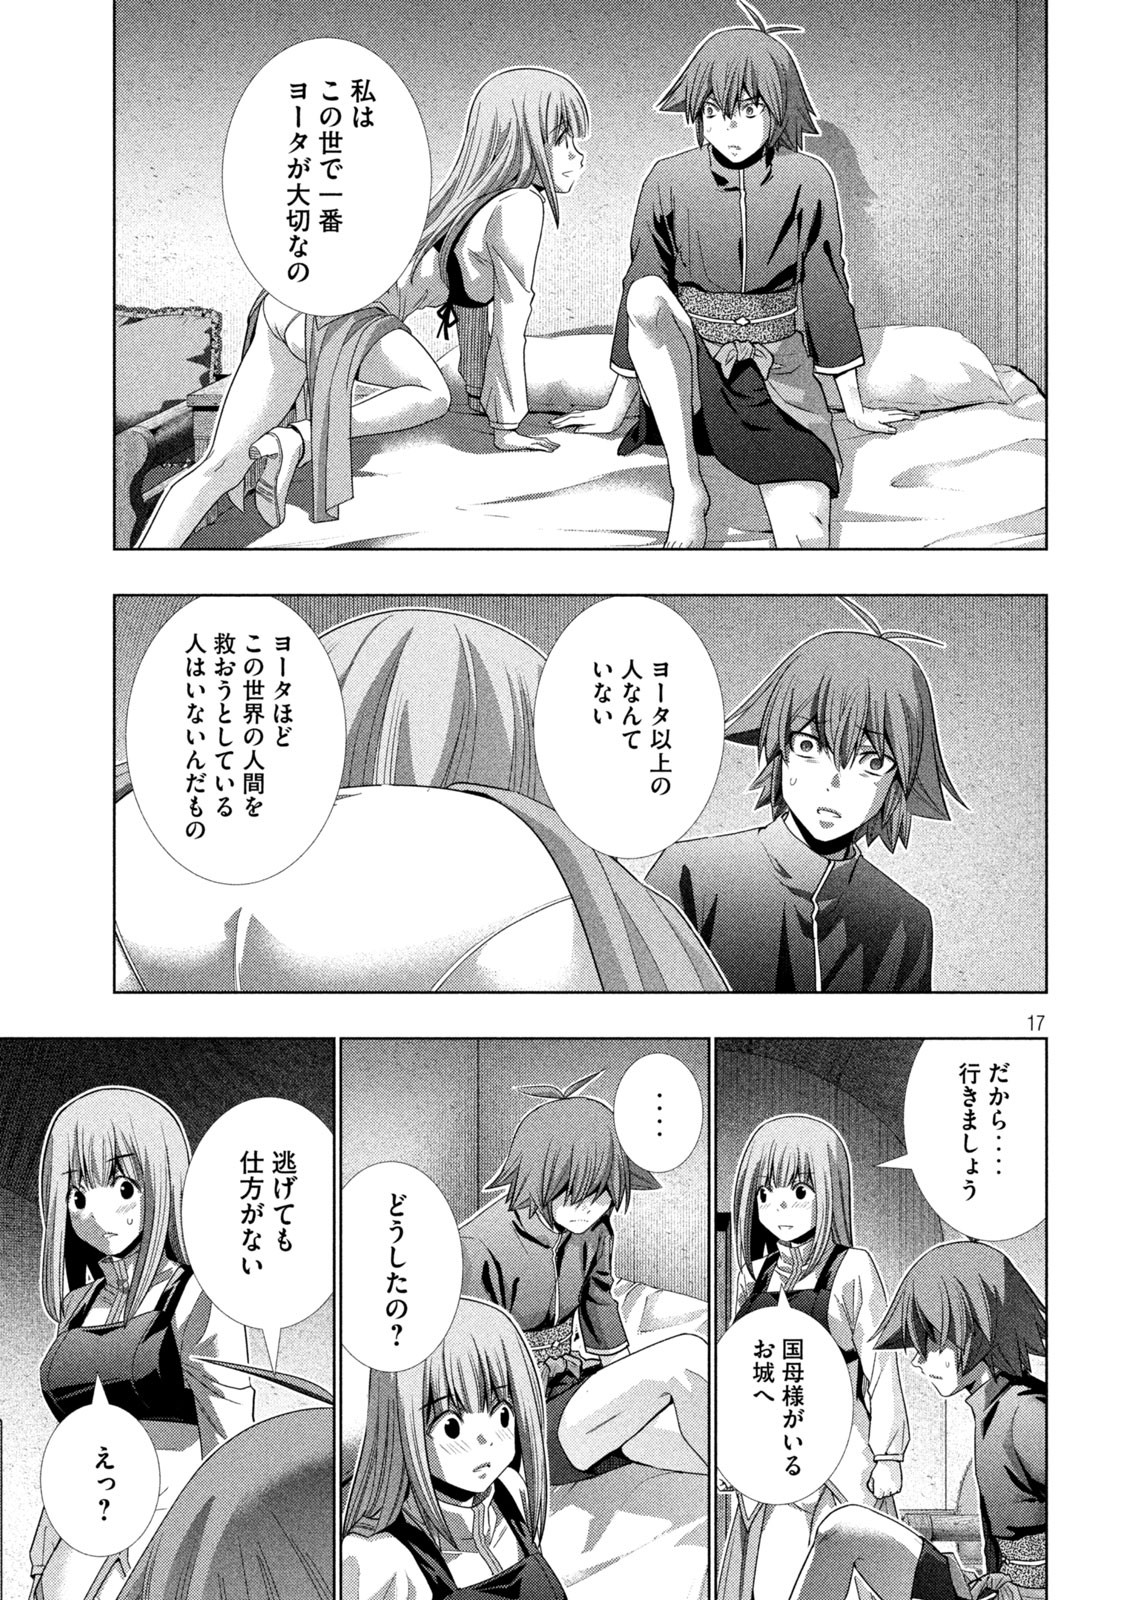 私は
この世で一番
ヨータが大切なの
ヨータ以上の
人なんて
いない
ヨータほど
この世界の人間を
救おうとしている
人はいないんだもの
17
だから‥‥
行きましょう
国母様がいる
お城へ
‥‥
どうしたの?
逃げても
仕方がない
えっ?